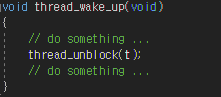 void thread_wake_up(void)
{
// do something ...
thread_unblock(t);
// do something ...
}